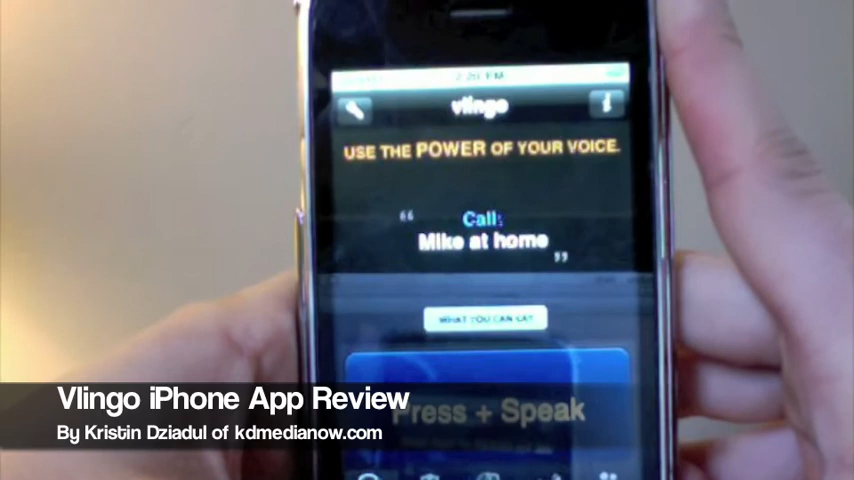 2:20 PM
vlingo
USE THE POWER OF YOUR VOICE.
“ Call:
Mike at home ”
WHAT YOU CAN SAY
Press + Speak
Vlingo iPhone App Review
By Kristin Dziadul of kdmedianow.com